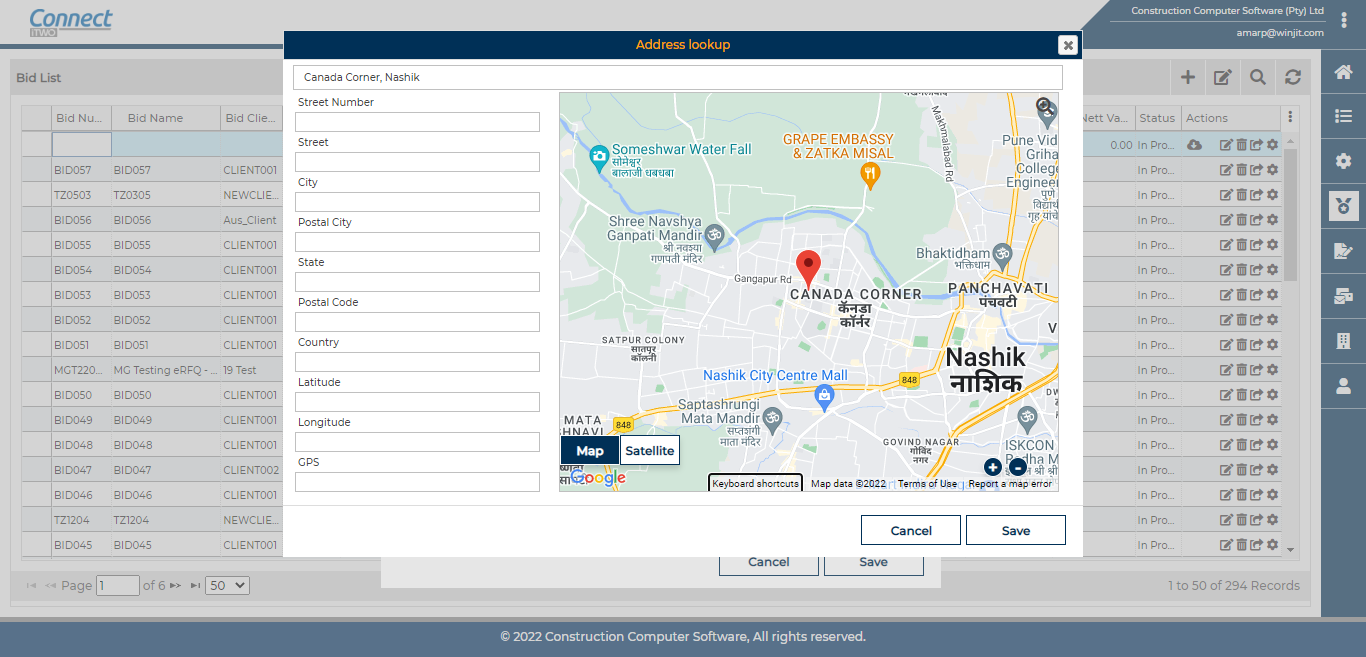 Connect
iTWO
Construction Computer Software (Pty) Ltd
amarp@winjit.com
Address lookup
Bid List
Canada Corner, Nashik
Street Number
Street
City
Postal City
State
Postal Code
Country
Latitude
Longitude
GPS
Someshwar Water Fall
सोमेश्वर
बालाजी धबधबा
GRAPE EMBASSY
& ZATKA MISAL
Makhmalabad Rd
Pune Vid
Griha
College
Engineer
पुणे
विद्यार्थी
गृह यांचे
Shree Navshya
Ganpati Mandir
श्री नवश्या
गणपती मंदिर
Bhaktidham
भक्तिधाम
Gangapur Rd
CANADA CORNER
कॅनडा
कॉर्नर
PANCHAVATI
पंचवटी
SATPUR COLONY
सातपूर
कॉलनी
Nashik
नाशिक
Nashik City Centre Mall
848
Saptashrungi
Mata Mandir
सप्तशृंगी
माता मंदिर
MATA
HNAVI
848
GOVIND NAGAR
गोविंद
नगर
ISKCON
Map
Satellite
Google
Keyboard shortcuts
Map data ©2022
Terms of Use
Report a map error
Cancel
Save
Bid Nu...
Bid Name
Bid Clie...
Nett Va...
Status
Actions
0.00 In Pro...
BID057 BID057 CLIENT001 In Pro...
TZ0503 TZ0305 NEWCLIE... In Pro...
BID056 BID056 Aus_Client In Pro...
BID055 BID055 CLIENT001 In Pro...
BID054 BID054 CLIENT001 In Pro...
BID053 BID053 CLIENT001 In Pro...
BID052 BID052 CLIENT001 In Pro...
BID051 BID051 CLIENT001 In Pro...
MGT220... MG Testing eRFQ - ... 19 Test In Pro...
BID050 BID050 CLIENT001 In Pro...
BID049 BID049 CLIENT001 In Pro...
BID048 BID048 CLIENT001 In Pro...
BID047 BID047 CLIENT002 In Pro...
BID046 BID046 CLIENT001 In Pro...
TZ1204 TZ1204 NEWCLIE... In Pro...
BID045 BID045 CLIENT001 In Pro...
Cancel
Save
Page 1 of 6 50
1 to 50 of 294 Records
© 2022 Construction Computer Software, All rights reserved.